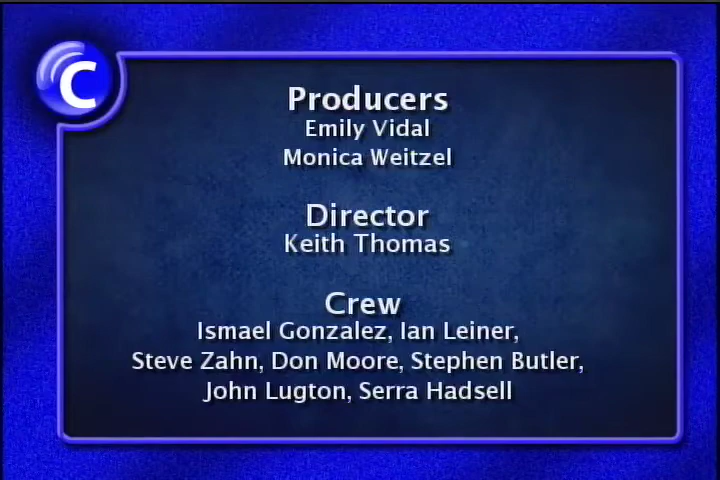 C
Producers
Emily Vidal
Monica Weitzel
Director
Keith Thomas
Crew
Ismael Gonzalez, Ian Leiner,
Steve Zahn, Don Moore, Stephen Butler,
John Lugton, Serra Hadsell